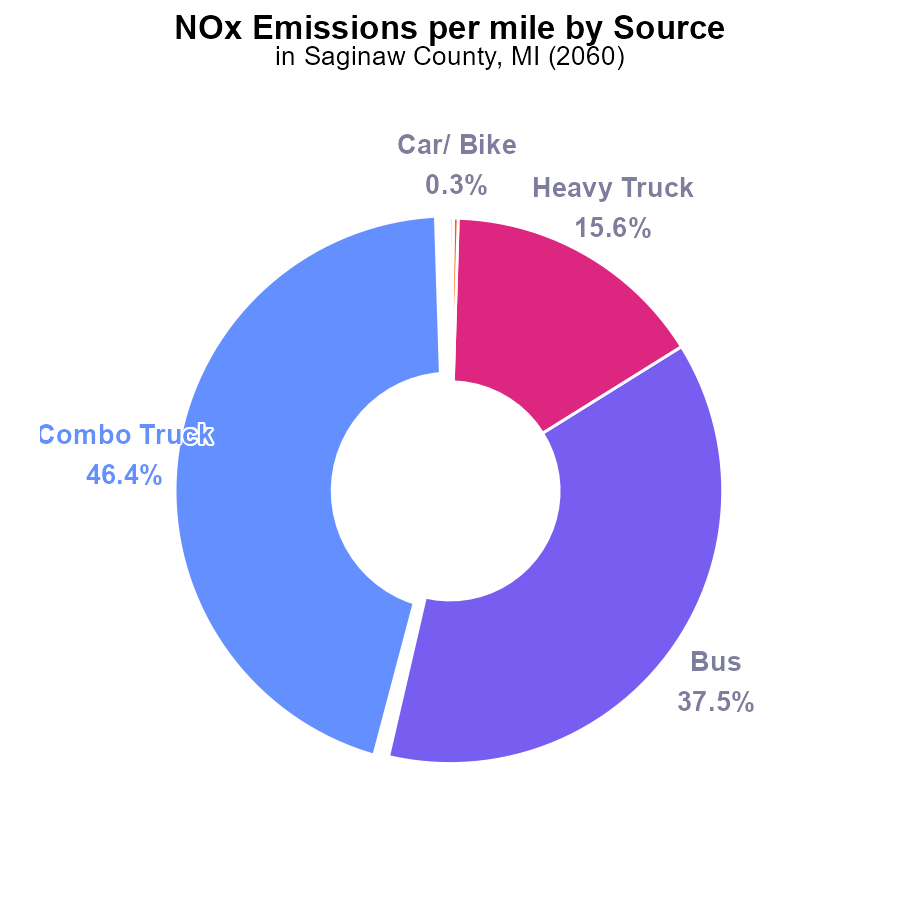 NOx Emissions per mile by Source
in Saginaw County, MI (2060)
Car/ Bike
0.3%
Heavy Truck
15.6%
Combo Truck
46.4%
Bus
37.5%